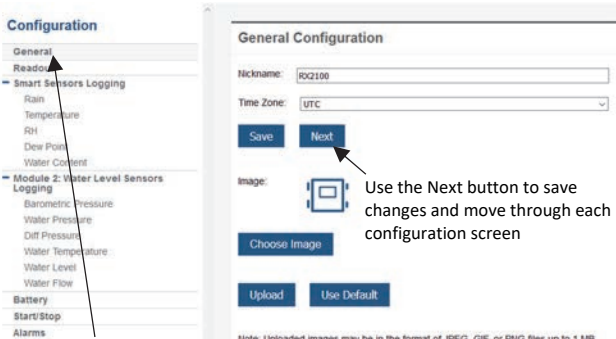 Configuration
General
Readout
Smart Sensors Logging
Rain
Temperature
RH
Dew Point
Water Content
Module 2: Water Level Sensors
Logging
Barometric Pressure
Water Pressure
Diff Pressure
Water Temperature
Water Level
Water Flow
Battery
Start/Stop
Alarms
General Configuration
Nickname: RX2100
Time Zone: UTC
Save Next
Image:
Use the Next button to save
changes and move through each
configuration screen
Choose Image
Upload Use Default
Note: Uploaded images may be in the format of JPEG, GIF, or PNG files up to 1 MB